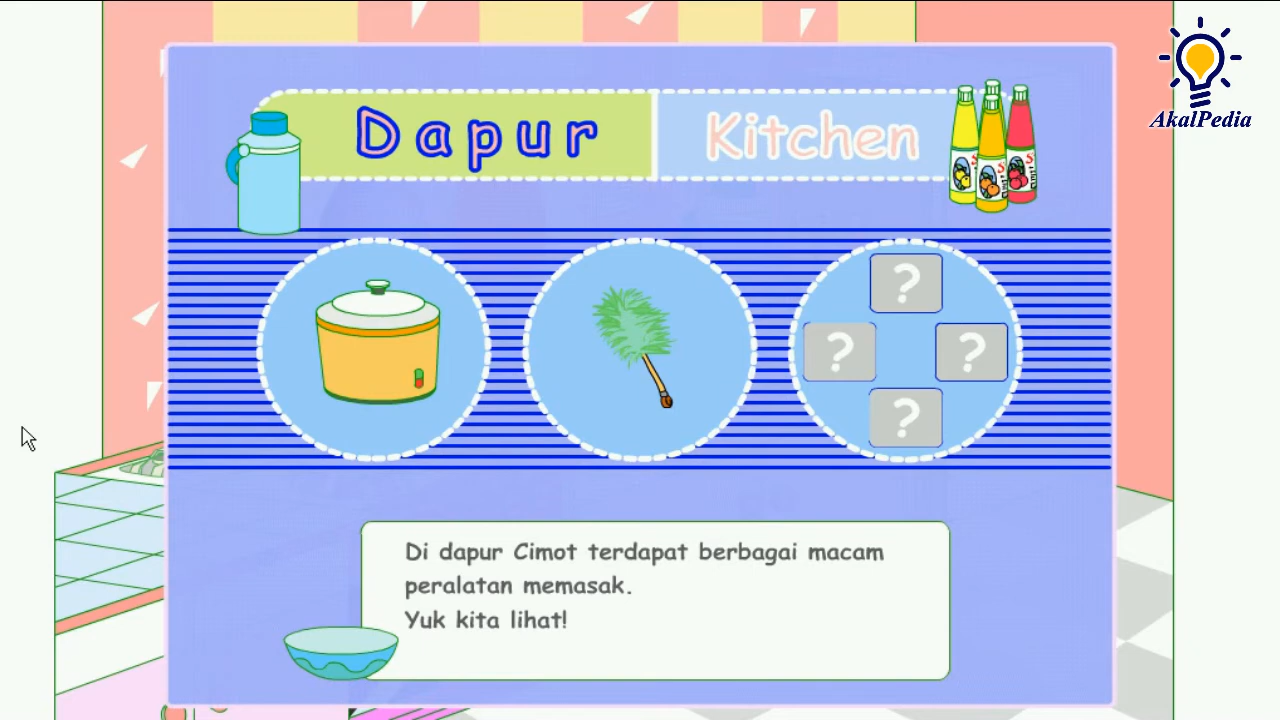 AkalPedia
Dapur
Kitchen
?
?
?
?
Di dapur Cimot terdapat berbagai macam
peralatan memasak.
Yuk kita lihat!